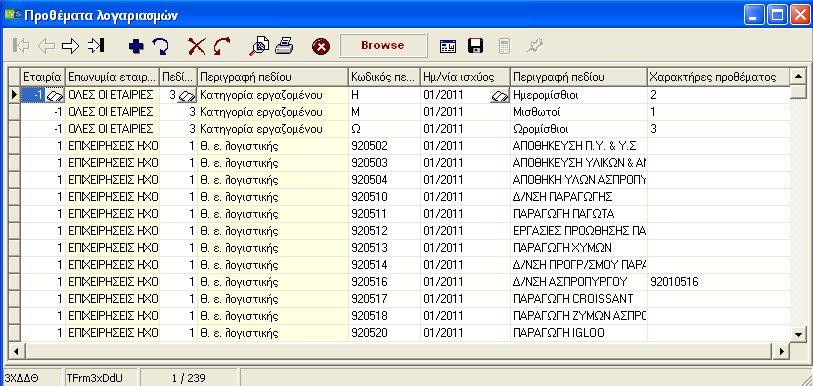 LVS Προθέματα λογαριασμών
Browse
Εταιρία Επωνυμία εταιρ... Πεδί... Περιγραφή πεδίου Κωδικός πε... Ημ/νία ισχύος Περιγραφή πεδίου Χαρακτήρες προθέματος
-1 ΟΛΕΣ ΟΙ ΕΤΑΙΡΙΕΣ 3 Κατηγορία εργαζομένου Η 01/2011 Ημερομίσθιοι 2
-1 ΟΛΕΣ ΟΙ ΕΤΑΙΡΙΕΣ 3 Κατηγορία εργαζομένου Μ 01/2011 Μισθωτοί 1
-1 ΟΛΕΣ ΟΙ ΕΤΑΙΡΙΕΣ 3 Κατηγορία εργαζομένου Ω 01/2011 Ωρομίσθιοι 3
1 ΕΠΙΧΕΙΡΗΣΕΙΣ ΗΧΟ 1 θ. ε. λογιστικής 920502 01/2011 ΑΠΟΘΗΚΕΥΣΗ Π.Υ. & Υ.Σ
1 ΕΠΙΧΕΙΡΗΣΕΙΣ ΗΧΟ 1 θ. ε. λογιστικής 920503 01/2011 ΑΠΟΘΗΚΕΥΣΗ ΥΛΙΚΩΝ & ΑΝ
1 ΕΠΙΧΕΙΡΗΣΕΙΣ ΗΧΟ 1 θ. ε. λογιστικής 920504 01/2011 ΑΠΟΘΗΚΗ ΥΛΩΝ ΑΣΠΡΟΠΥ
1 ΕΠΙΧΕΙΡΗΣΕΙΣ ΗΧΟ 1 θ. ε. λογιστικής 920510 01/2011 Δ/ΝΣΗ ΠΑΡΑΓΩΓΗΣ
1 ΕΠΙΧΕΙΡΗΣΕΙΣ ΗΧΟ 1 θ. ε. λογιστικής 920511 01/2011 ΠΑΡΑΓΩΓΗ ΠΑΓΩΤΑ
1 ΕΠΙΧΕΙΡΗΣΕΙΣ ΗΧΟ 1 θ. ε. λογιστικής 920512 01/2011 ΕΡΓΑΣΙΕΣ ΠΡΟΩΘΗΣΗΣ ΠΑ
1 ΕΠΙΧΕΙΡΗΣΕΙΣ ΗΧΟ 1 θ. ε. λογιστικής 920513 01/2011 ΠΑΡΑΓΩΓΗ ΧΥΜΩΝ
1 ΕΠΙΧΕΙΡΗΣΕΙΣ ΗΧΟ 1 θ. ε. λογιστικής 920514 01/2011 Δ/ΝΣΗ ΠΡΟΓΡ/ΣΜΟΥ ΠΑΡΑ
1 ΕΠΙΧΕΙΡΗΣΕΙΣ ΗΧΟ 1 θ. ε. λογιστικής 920516 01/2011 Δ/ΝΣΗ ΑΣΠΡΟΠΥΡΓΟΥ 92010516
1 ΕΠΙΧΕΙΡΗΣΕΙΣ ΗΧΟ 1 θ. ε. λογιστικής 920517 01/2011 ΠΑΡΑΓΩΓΗ CROISSANT
1 ΕΠΙΧΕΙΡΗΣΕΙΣ ΗΧΟ 1 θ. ε. λογιστικής 920518 01/2011 ΠΑΡΑΓΩΓΗ ΖΥΜΩΝ ΑΣΠΡΟ
1 ΕΠΙΧΕΙΡΗΣΕΙΣ ΗΧΟ 1 θ. ε. λογιστικής 920520 01/2011 ΠΑΡΑΓΩΓΗ IGLOO
3ΧΔΔΘ TFrm3xDdU 1 / 239